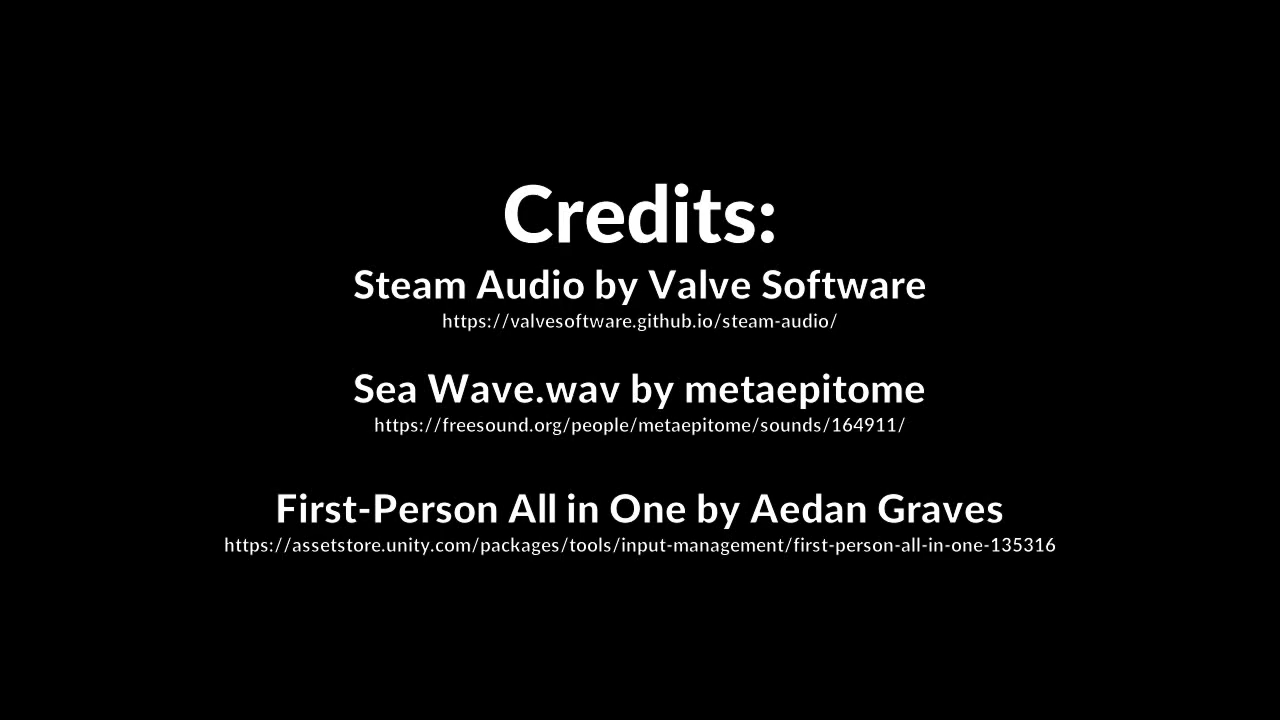 Credits:
Steam Audio by Valve Software
https://valvesoftware.github.io/steam-audio/
Sea Wave.wav by metaepitome
https://freesound.org/people/metaepitome/sounds/164911/
First-Person All in One by Aedan Graves
https://assetstore.unity.com/packages/tools/input-management/first-person-all-in-one-135316